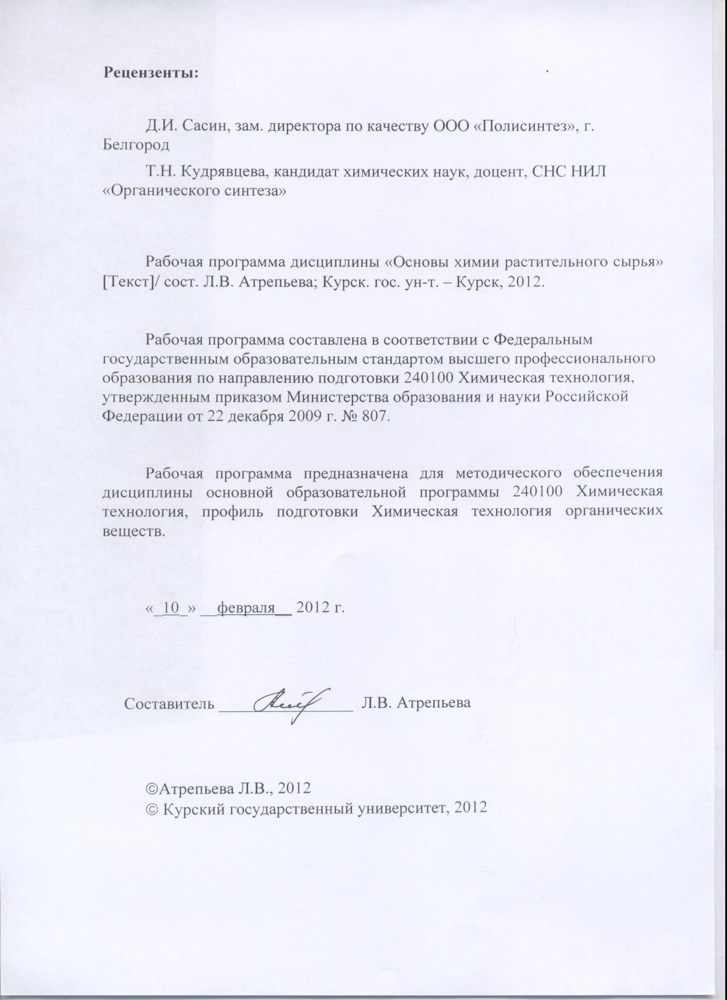 Рецензенты:
Д.И. Сасин, зам. директора по качеству ООО «Полисинтез», г.
Белгород
Т.Н. Кудрявцева, кандидат химических наук, доцент, СНС НИЛ
«Органического синтеза»
Рабочая программа дисциплины «Основы химии растительного сырья»
[Текст]/ сост. Л.В. Атрепьева; Курск. гос. ун-т. – Курск, 2012.
Рабочая программа составлена в соответствии с Федеральным
государственным образовательным стандартом высшего профессионального
образования по направлению подготовки 240100 Химическая технология,
утвержденным приказом Министерства образования и науки Российской
Федерации от 22 декабря 2009 г. № 807.
Рабочая программа предназначена для методического обеспечения
дисциплины основной образовательной программы 240100 Химическая
технология, профиль подготовки Химическая технология органических
веществ.
«_10_» __февраля__ 2012 г.
Составитель ________________ Л.В. Атрепьева
©Атрепьева Л.В., 2012
© Курский государственный университет, 2012